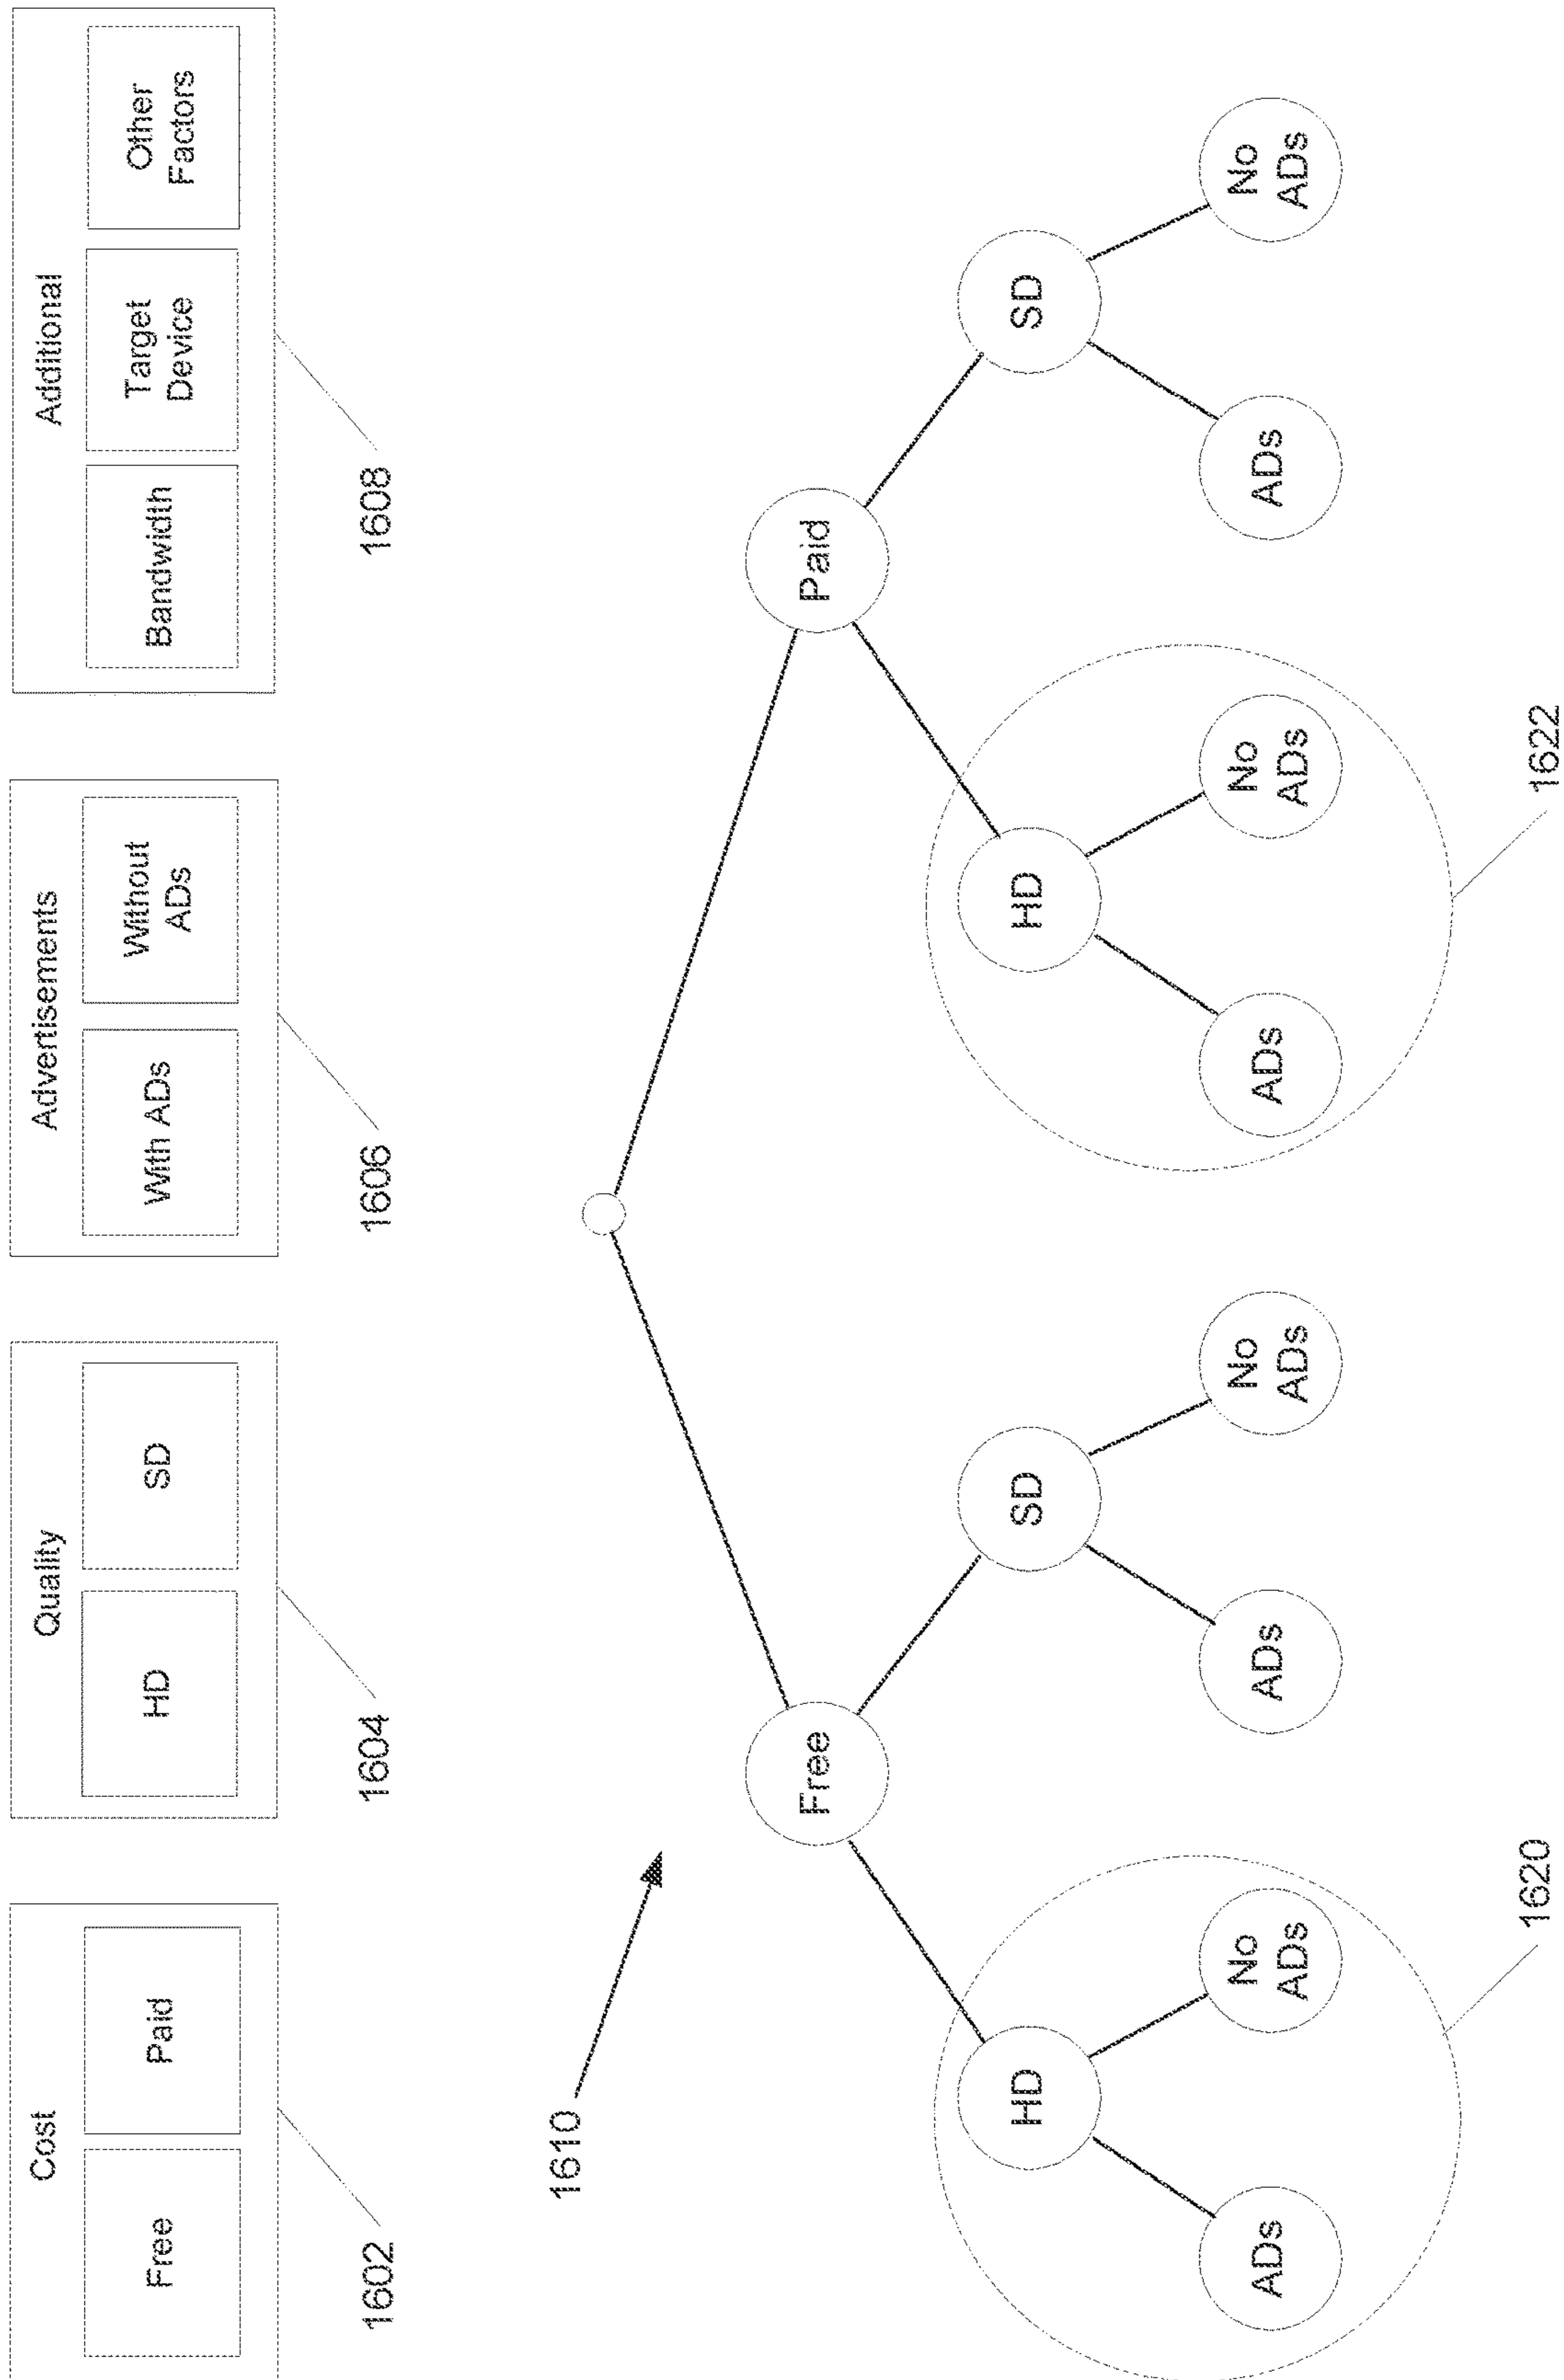 Cost
Free
Paid
1602
Quality
HD
SD
1604
Advertisements
With ADs
Without
ADs
1606
Additional
Bandwidth
Target
Device
Other
Factors
1608
1610
Free
Paid
HD
SD
HD
SD
ADs
No
ADs
ADs
No
ADs
ADs
No
ADs
ADs
No
ADs
1620
1622